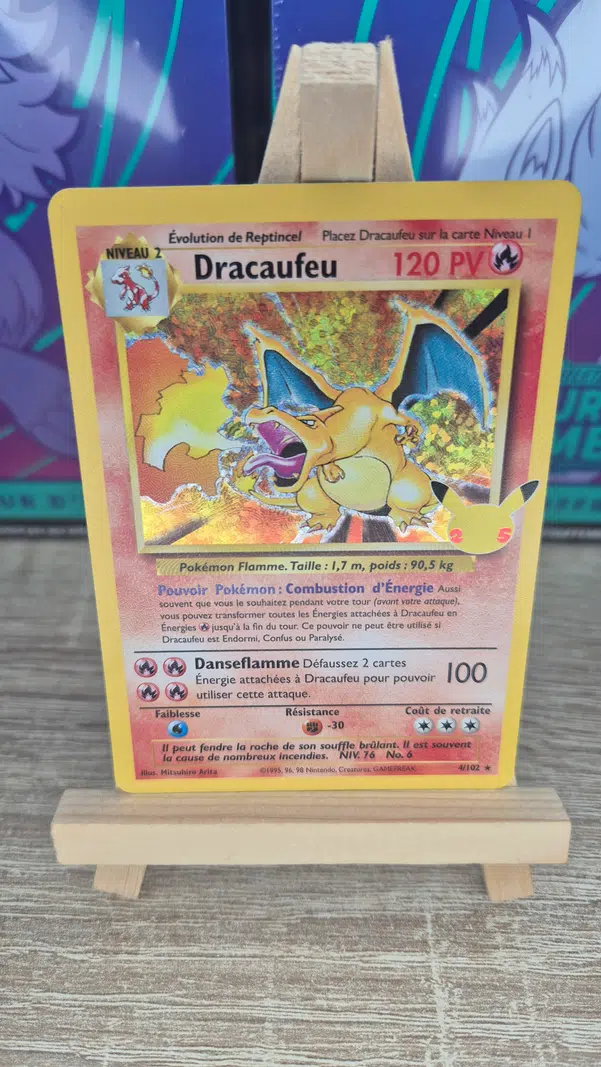 Évolution de Reptincel Placez Dracaufeu sur la carte Niveau 1
NIVEAU 2
Dracaufeu 120 PV
25
Pokémon Flamme. Taille : 1,7 m, poids : 90,5 kg
Pouvoir Pokémon : Combustion d'Énergie Aussi
souvent que vous le souhaitez pendant votre tour (avant votre attaque),
vous pouvez transformer toutes les Énergies attachées à Dracaufeu en
Énergies jusqu'à la fin du tour. Ce pouvoir ne peut être utilisé si
Dracaufeu est Endormi, Confus ou Paralysé.
Danseflamme Défaussez 2 cartes
Énergie attachées à Dracaufeu pour pouvoir 100
utiliser cette attaque.
Faiblesse Résistance Coût de retraite
-30
Il peut fendre la roche de son souffle brûlant. Il est souvent
la cause de nombreux incendies. NIV. 76 No. 6
Illus. Mitsuhiro Arita ©1995, 96, 98 Nintendo, Creatures, GAMEFREAK. 4/102 ★